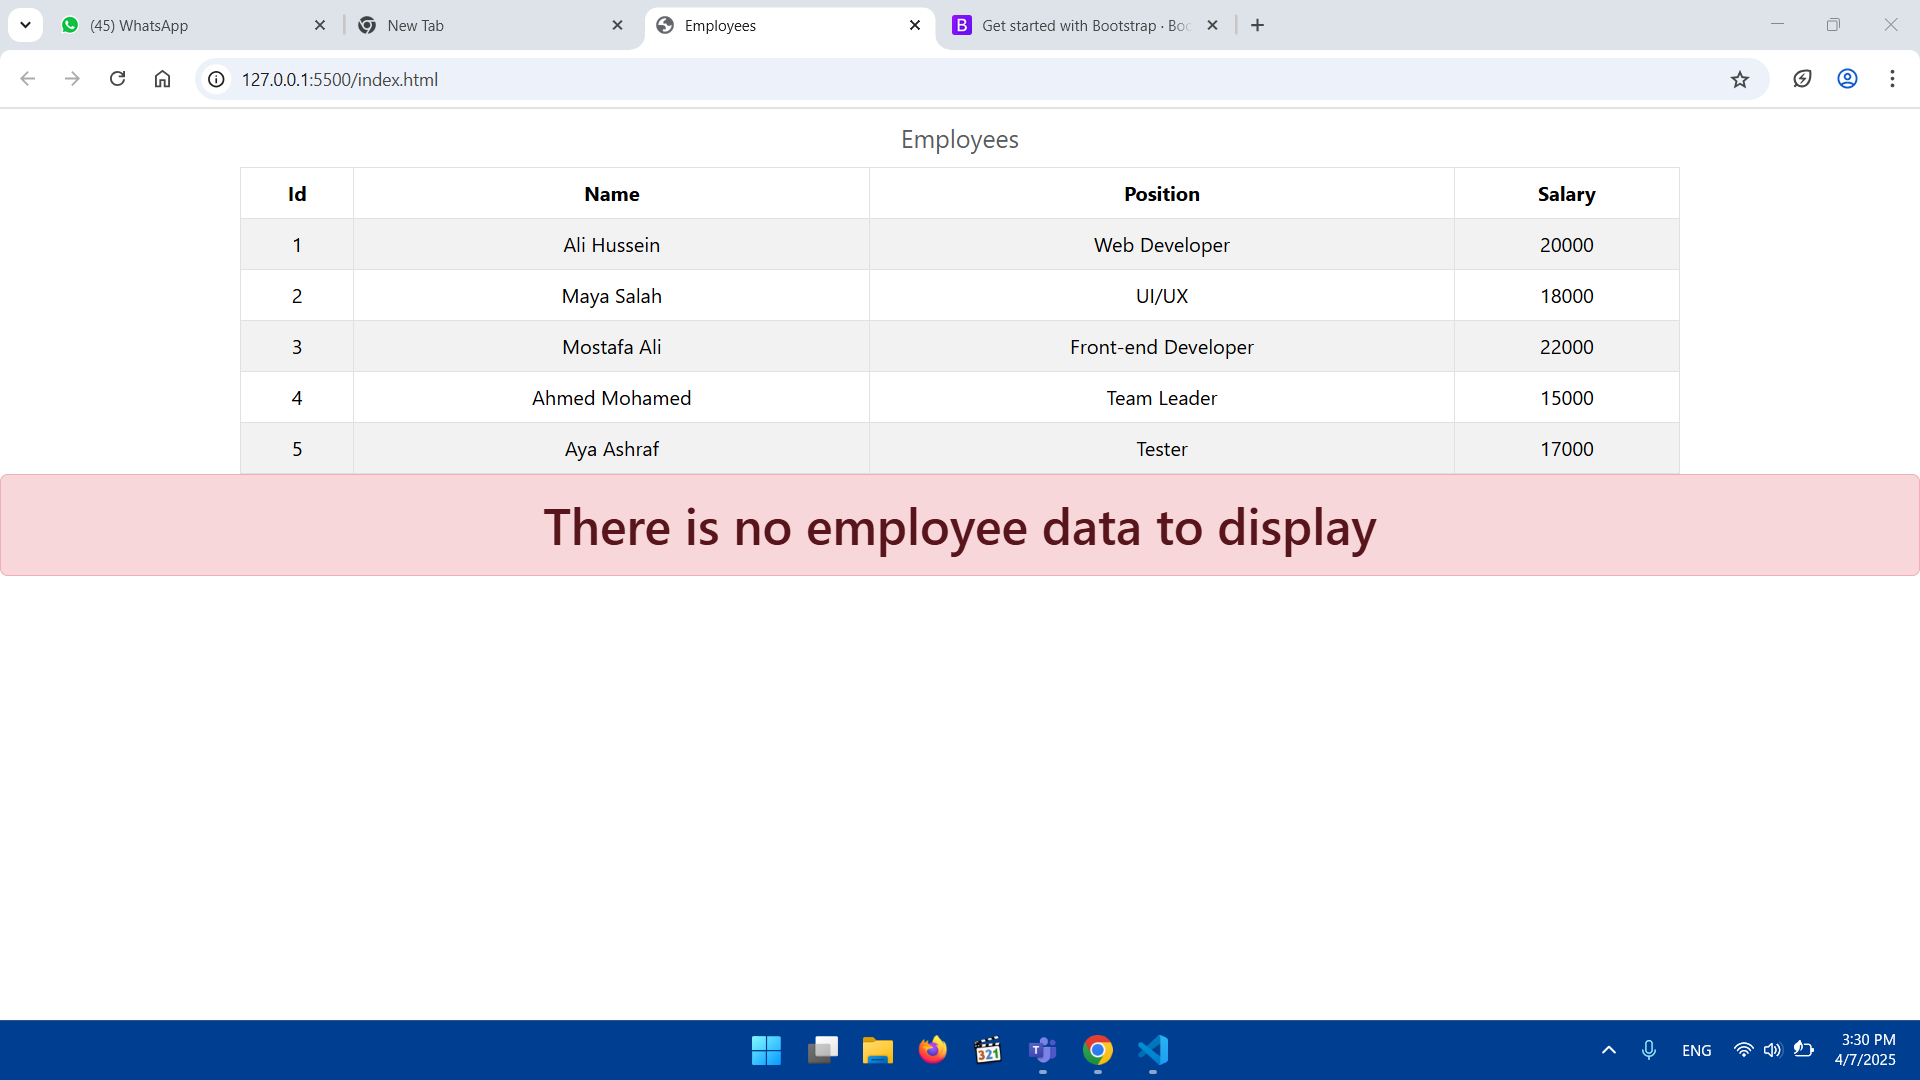 (45) WhatsApp
New Tab
Employees
Get started with Bootstrap · Boo
127.0.0.1:5500/index.html
Employees
Id Name Position Salary
1 Ali Hussein Web Developer 20000
2 Maya Salah UI/UX 18000
3 Mostafa Ali Front-end Developer 22000
4 Ahmed Mohamed Team Leader 15000
5 Aya Ashraf Tester 17000
There is no employee data to display
321
ENG
3:30 PM
4/7/2025